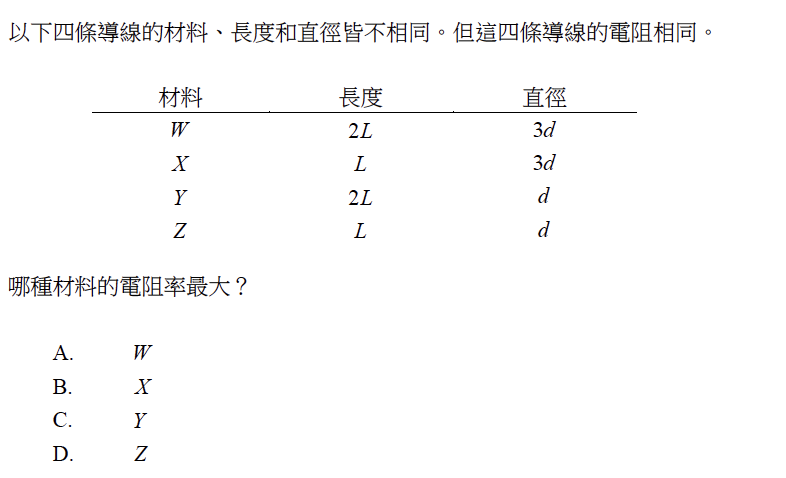 以下四條導線的材料、長度和直徑皆不相同。但這四條導線的電阻相同。
材料 長度 直徑
W 2L 3d
X L 3d
Y 2L d
Z L d
哪種材料的電阻率最大？
A. W
B. X
C. Y
D. Z